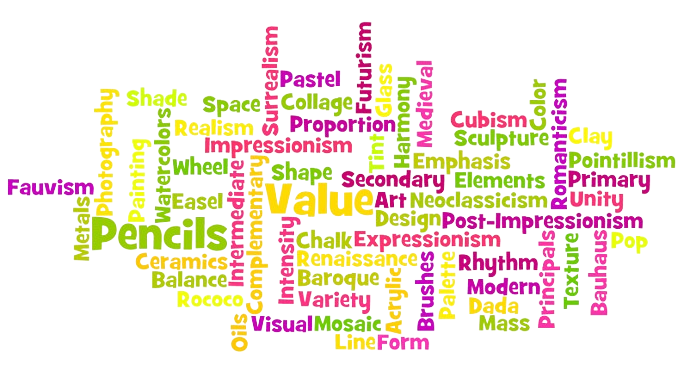 Surrealism
Futurism
Pastel
Glass
Medieval
Photography
Shade
Space
Collage
Harmony
Color
Romanticism
Watercolors
Realism
Proportion
Cubism
Sculpture
Clay
Painting
Impressionism
Tint
Emphasis
Pointillism
Wheel
Shape
Secondary
Elements
Primary
Fauvism
Intermediate
Complementary
Easel
Value
Art
Neoclassicism
Unity
Metals
Pencils
Intensity
Design
Post-Impressionism
Chalk
Expressionism
Principals
Texture
Bauhaus
Pop
Ceramics
Renaissance
Brushes
Palette
Rhythm
Balance
Baroque
Acrylic
Modern
Rococo
Variety
Dada
Oils
Visual
Mosaic
Mass
Line
Form